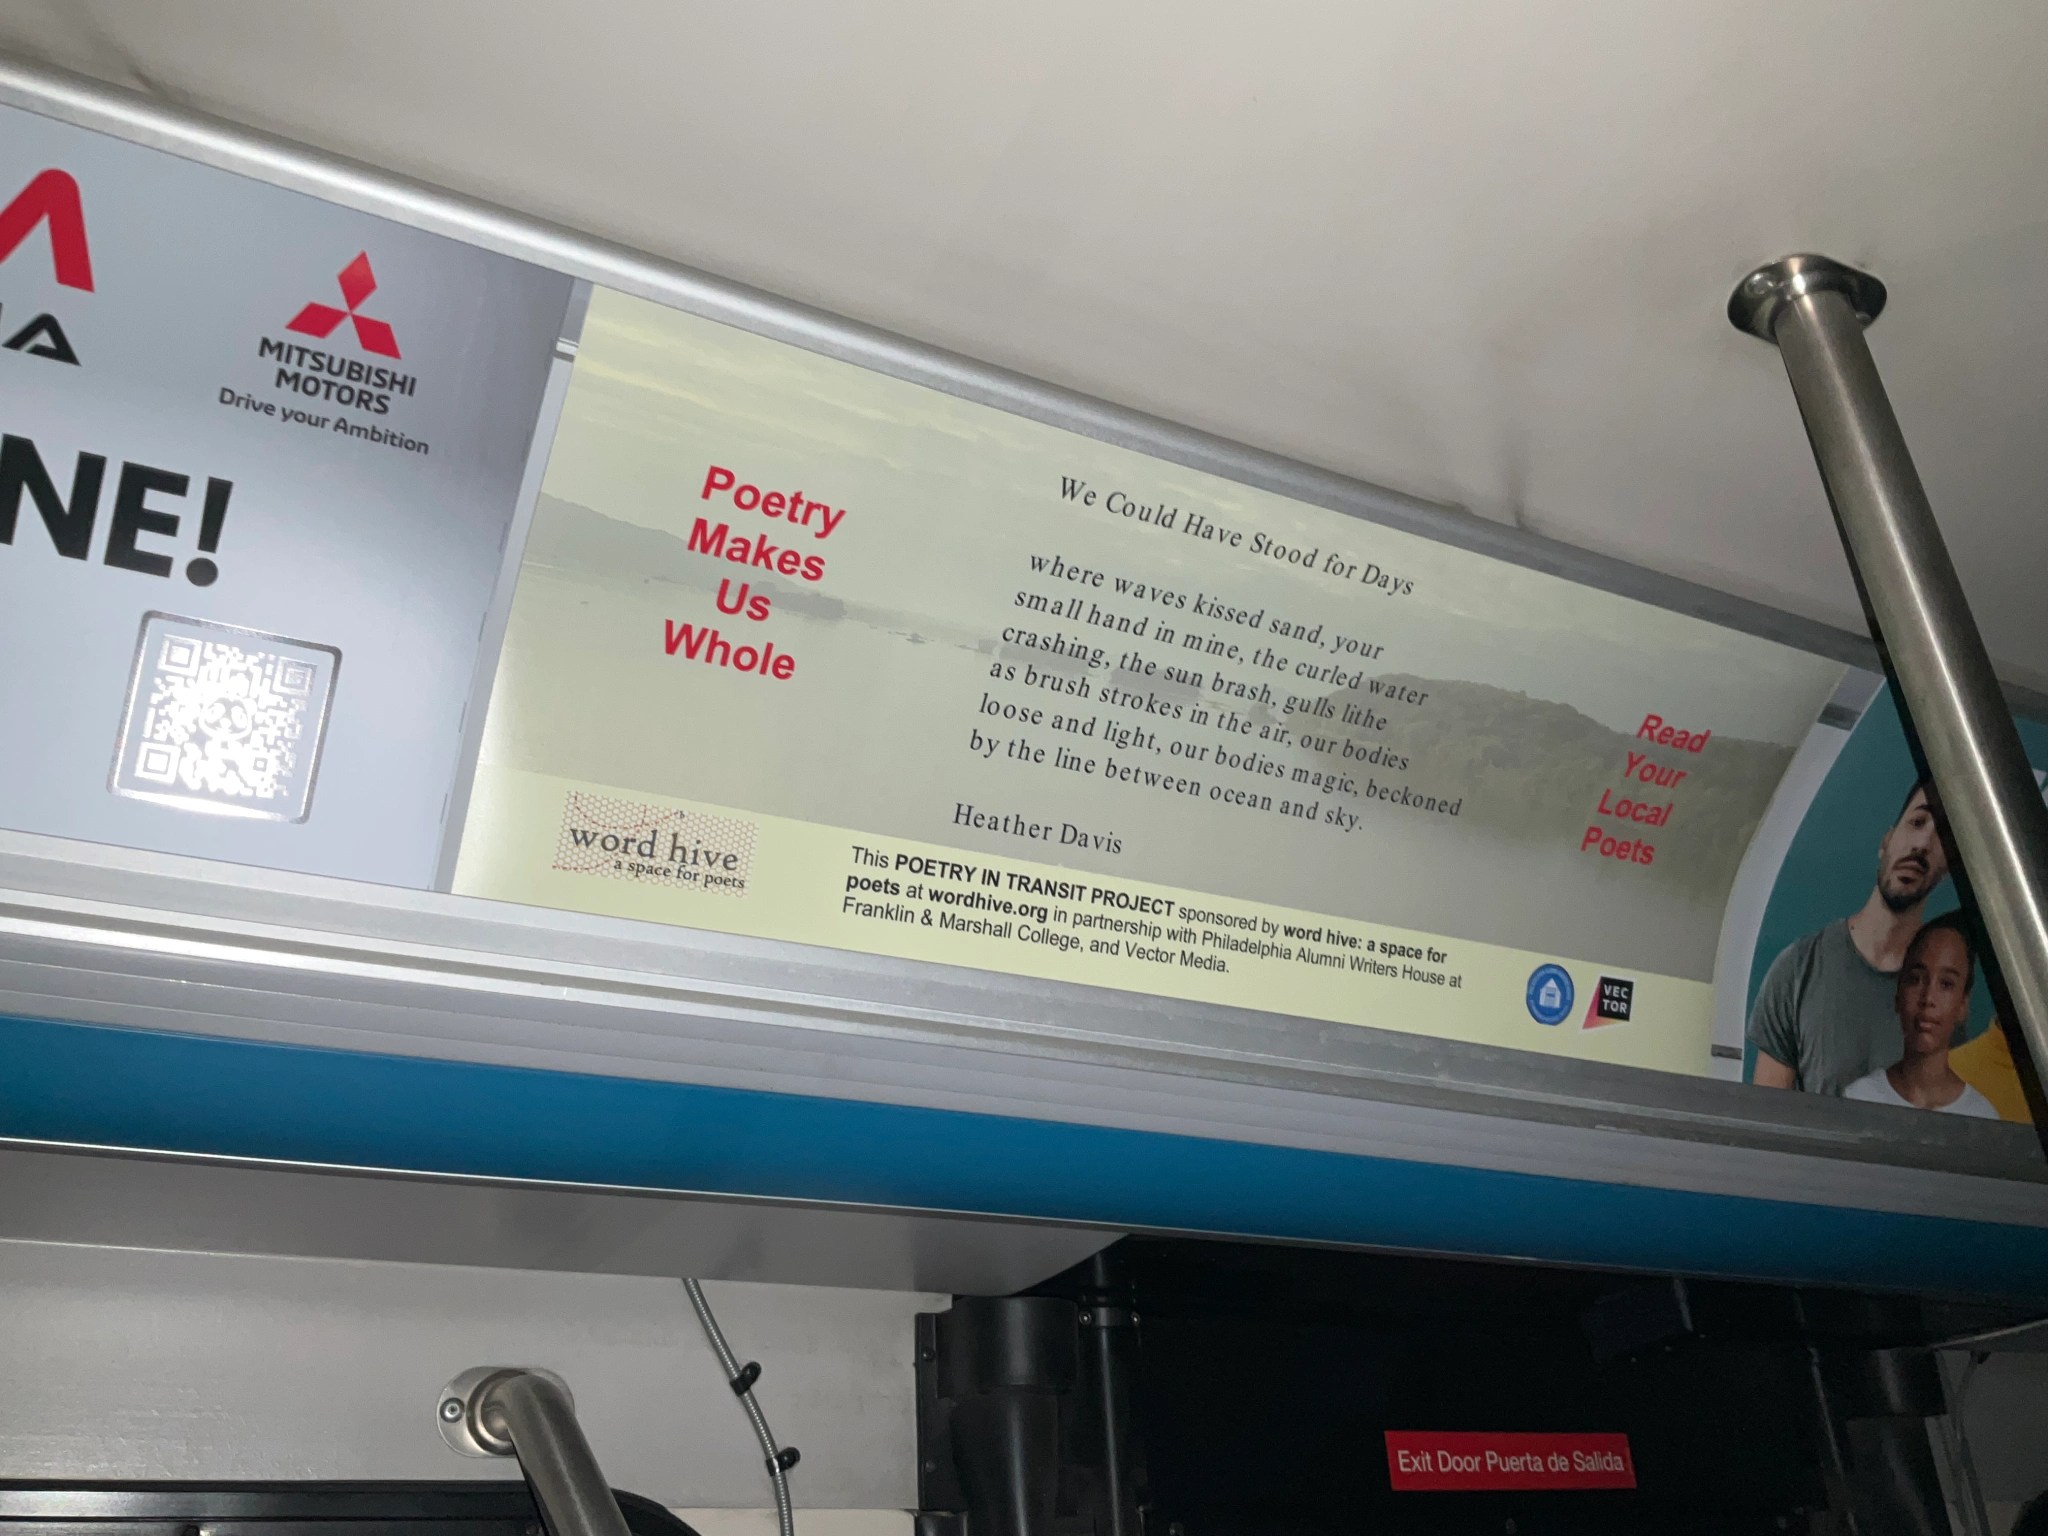 MITSUBISHI
MOTORS
Drive your Ambition
NE!
Poetry
Makes
Us
Whole
We Could Have Stood for Days
where waves kissed sand, your
small hand in mine, the curled water
crashing, the sun brash, gulls lithe
as brush strokes in the air, our bodies
loose and light, our bodies magic, beckoned
by the line between ocean and sky.
Heather Davis
Read
Your
Local
Poets
word hive
a space for poets
This POETRY IN TRANSIT PROJECT sponsored by word hive: a space for
poets at wordhive.org in partnership with Philadelphia Alumni Writers House at
Franklin & Marshall College, and Vector Media.
VEC
TOR
Exit Door Puerta de Salida